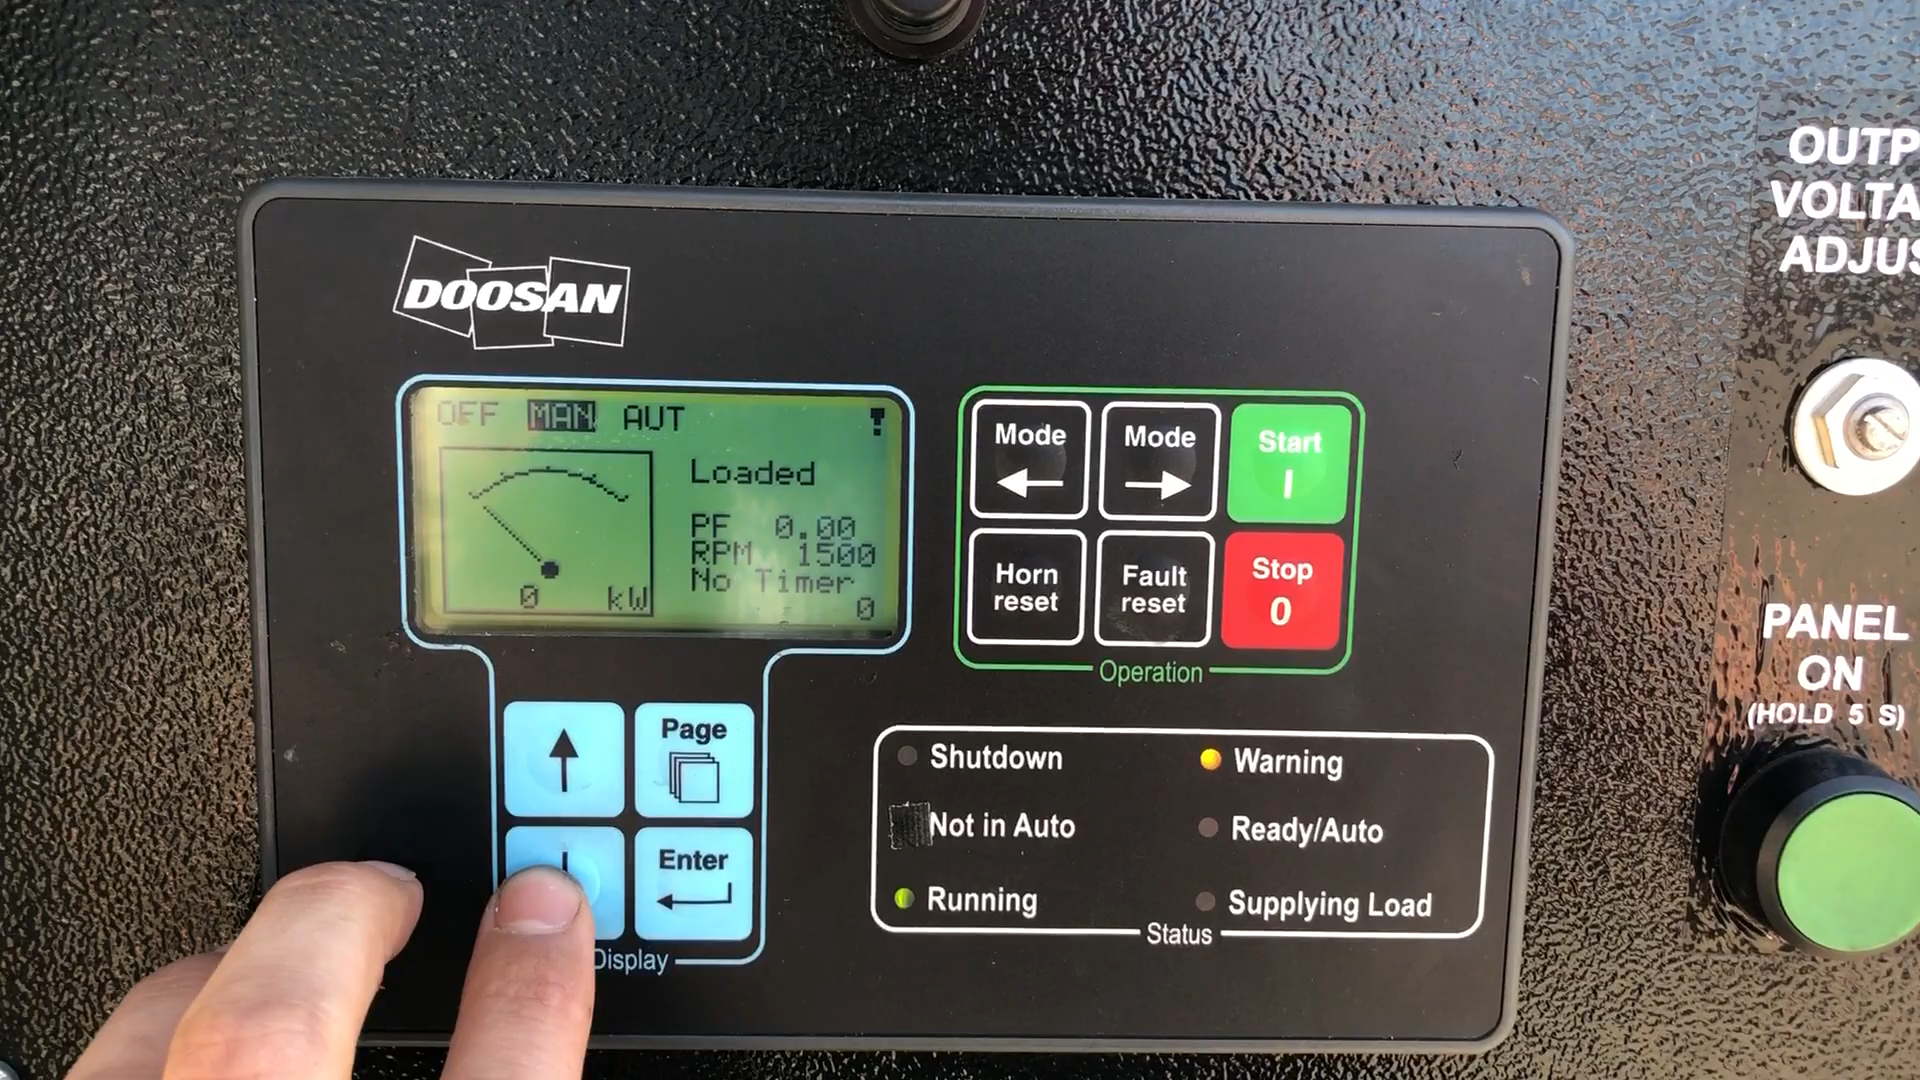 DOOSAN
OFF MAN AUT !
Loaded
PF 0.00
RPM 1500
No Timer
0 kW
0
Mode
Mode
Start
I
Horn
reset
Fault
reset
Stop
0
Operation
Page
Enter
Display
Shutdown
Warning
Not in Auto
Ready/Auto
Running
Supplying Load
Status
OUTP
VOLTA
ADJUS
PANEL
ON
(HOLD 5 S)